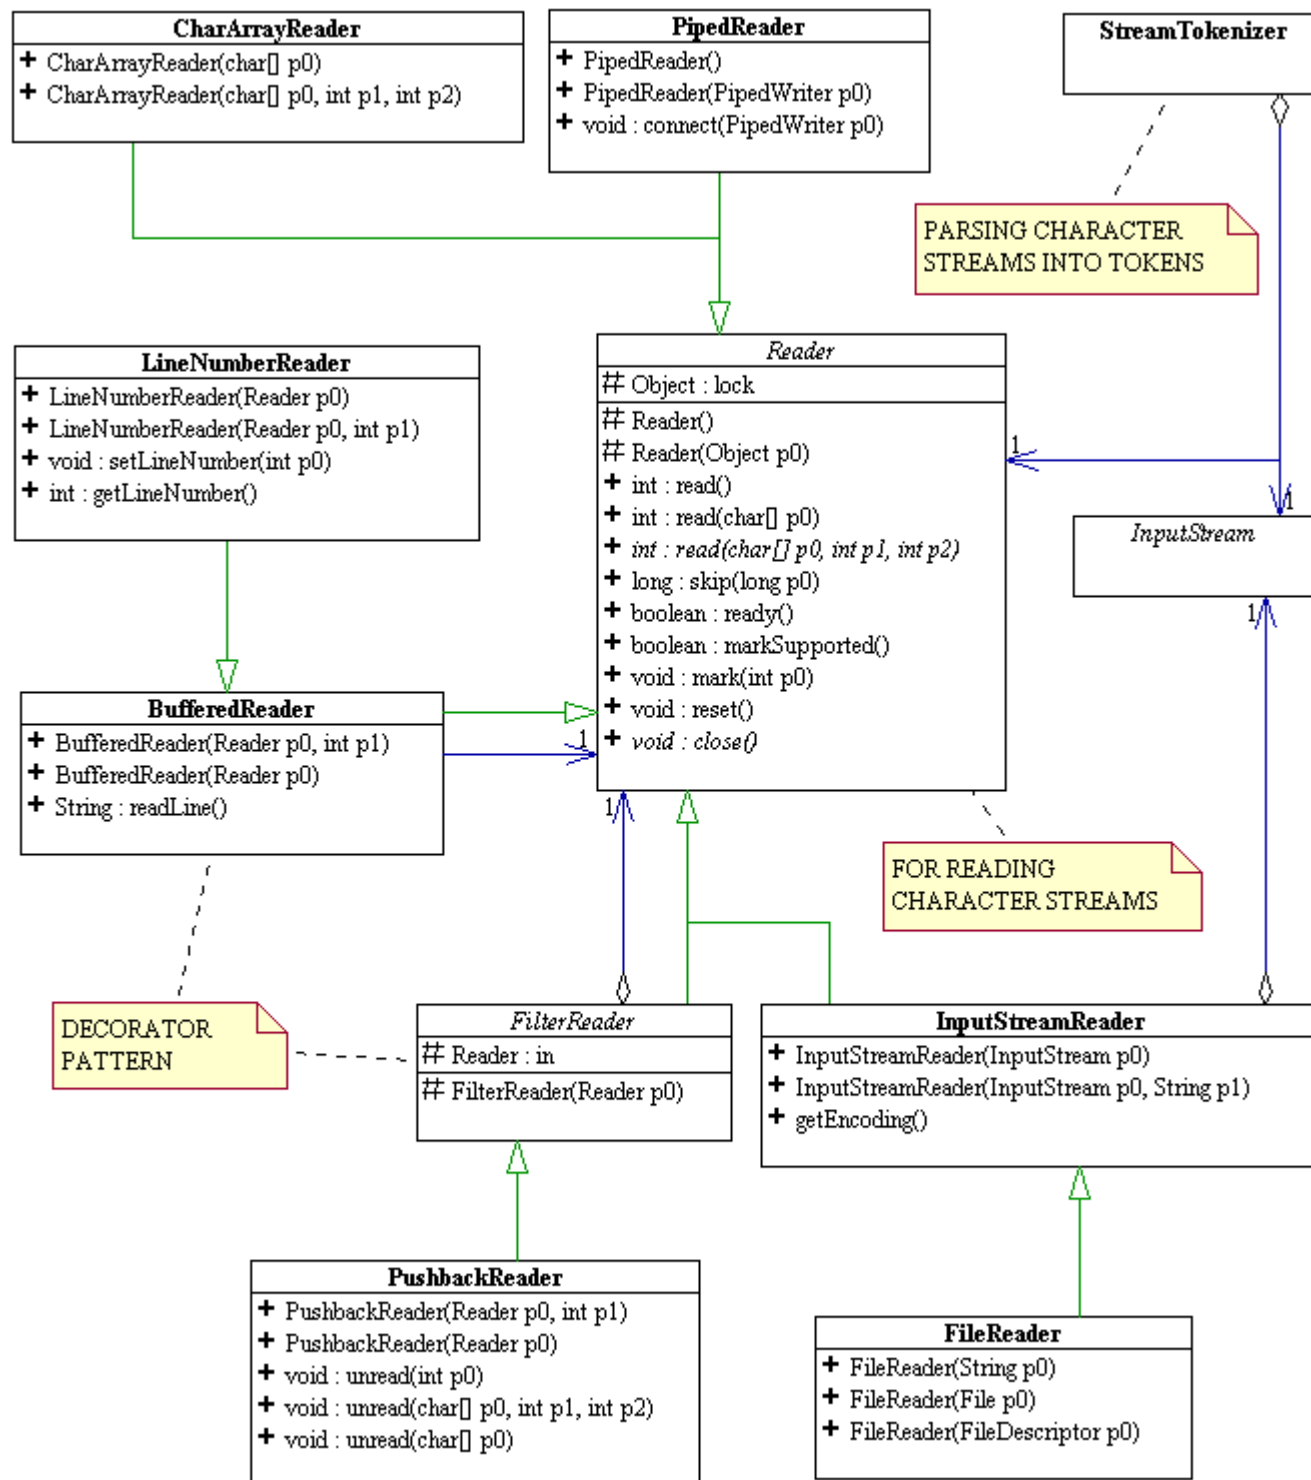 CharArrayReader
+ CharArrayReader(char[] p0)
+ CharArrayReader(char[] p0, int p1, int p2)
PipedReader
+ PipedReader()
+ PipedReader(PipedWriter p0)
+ void : connect(PipedWriter p0)
StreamTokenizer
PARSING CHARACTER
STREAMS INTO TOKENS
LineNumberReader
+ LineNumberReader(Reader p0)
+ LineNumberReader(Reader p0, int p1)
+ void : setLineNumber(int p0)
+ int : getLineNumber()
Reader
# Object : lock
# Reader()
# Reader(Object p0)
+ int : read()
+ int : read(char[] p0)
+ int : read(char[] p0, int p1, int p2)
+ long : skip(long p0)
+ boolean : ready()
+ boolean : markSupported()
+ void : mark(int p0)
+ void : reset()
+ void : close()
1
1
InputStream
1
BufferedReader
+ BufferedReader(Reader p0, int p1)
+ BufferedReader(Reader p0)
+ String : readLine()
1
1
FOR READING
CHARACTER STREAMS
DECORATOR
PATTERN
FilterReader
# Reader : in
# FilterReader(Reader p0)
InputStreamReader
+ InputStreamReader(InputStream p0)
+ InputStreamReader(InputStream p0, String p1)
+ getEncoding()
PushbackReader
+ PushbackReader(Reader p0, int p1)
+ PushbackReader(Reader p0)
+ void : unread(int p0)
+ void : unread(char[] p0, int p1, int p2)
+ void : unread(char[] p0)
FileReader
+ FileReader(String p0)
+ FileReader(File p0)
+ FileReader(FileDescriptor p0)